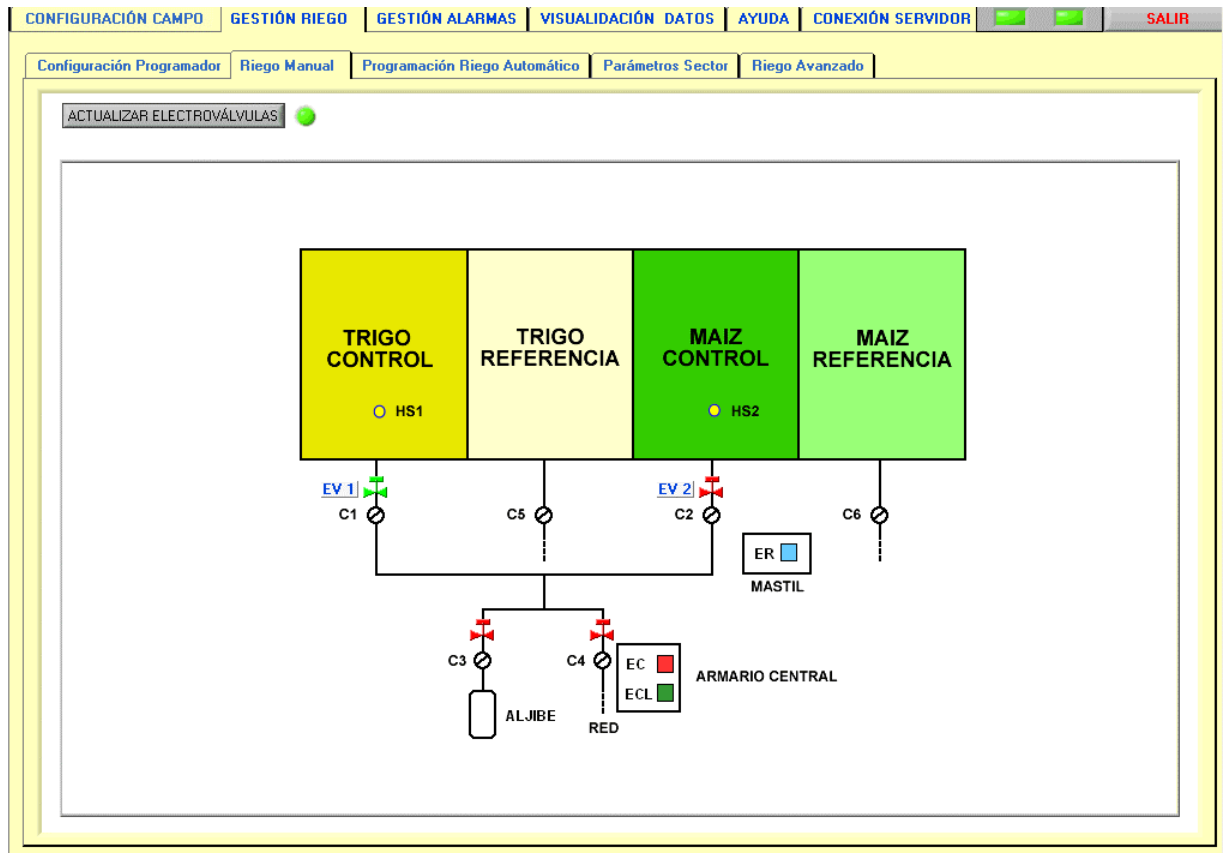 CONFIGURACIÓN CAMPO GESTIÓN RIEGO GESTIÓN ALARMAS VISUALIDACIÓN DATOS AYUDA CONEXIÓN SERVIDOR SALIR
Configuración Programador Riego Manual Programación Riego Automático Parámetros Sector Riego Avanzado
ACTUALIZAR ELECTROVÁLVULAS
TRIGO
CONTROL
TRIGO
REFERENCIA
MAIZ
CONTROL
MAIZ
REFERENCIA
HS1
HS2
EV 1
EV 2
C1
C5
C2
C6
ER
MASTIL
C3
C4
EC
ECL
ARMARIO CENTRAL
ALJIBE
RED